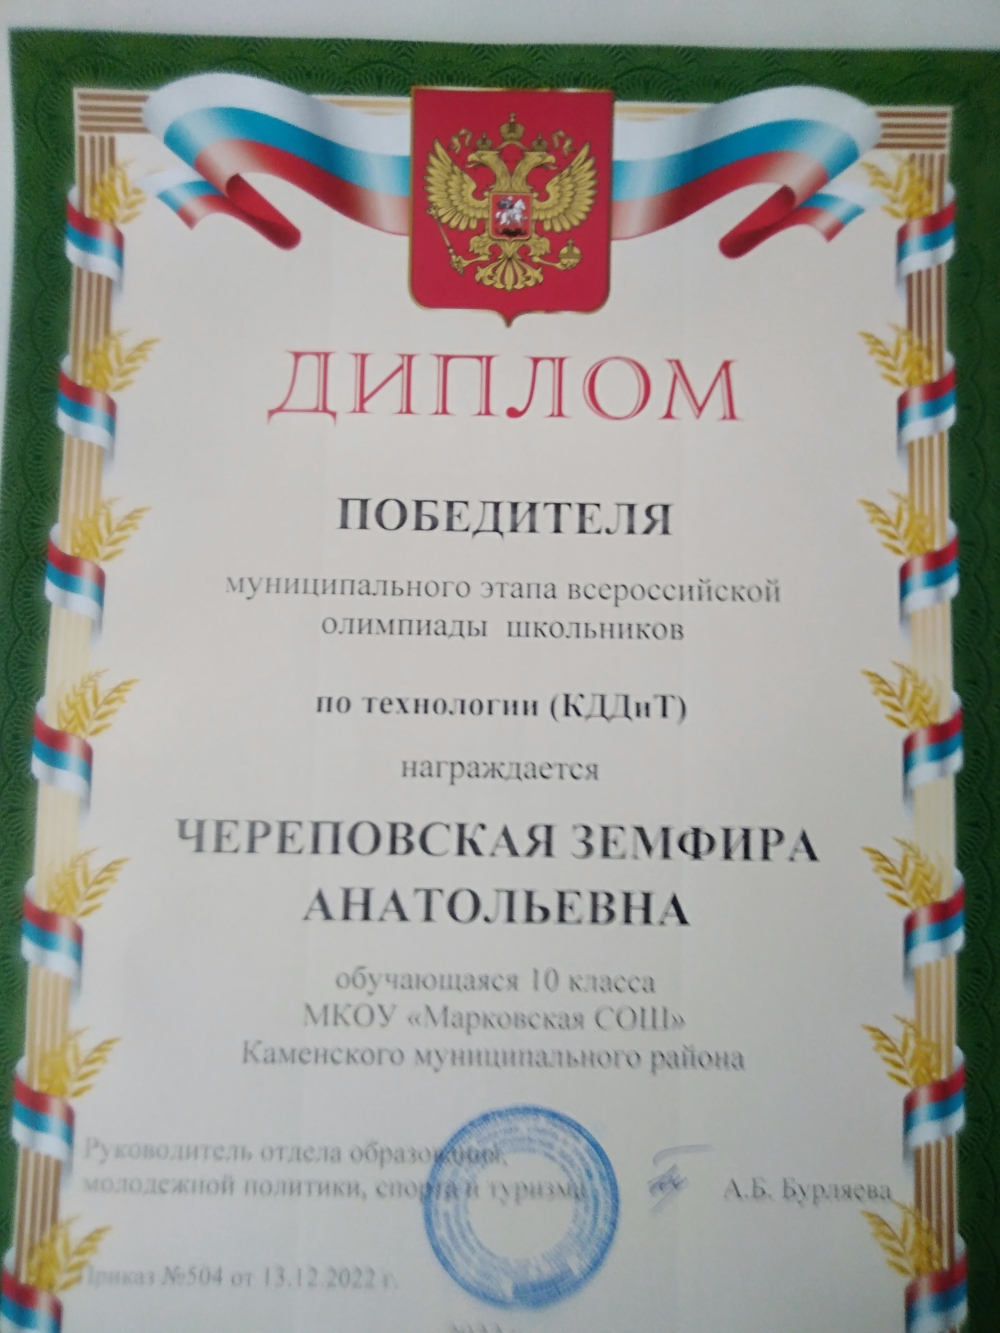 ДИПЛОМ
ПОБЕДИТЕЛЯ
муниципального этапа всероссийской
олимпиады школьников
по технологии (КДДиТ)
награждается
ЧЕРЕПОВСКАЯ ЗЕМФИРА
АНАТОЛЬЕВНА
обучающаяся 10 класса
МКОУ «Марковская СОШ»
Каменского муниципального района
Руководитель отдела образования,
молодежной политики, спорта и туризма
А.Б. Бурляева
Приказ №504 от 13.12.2022 г.